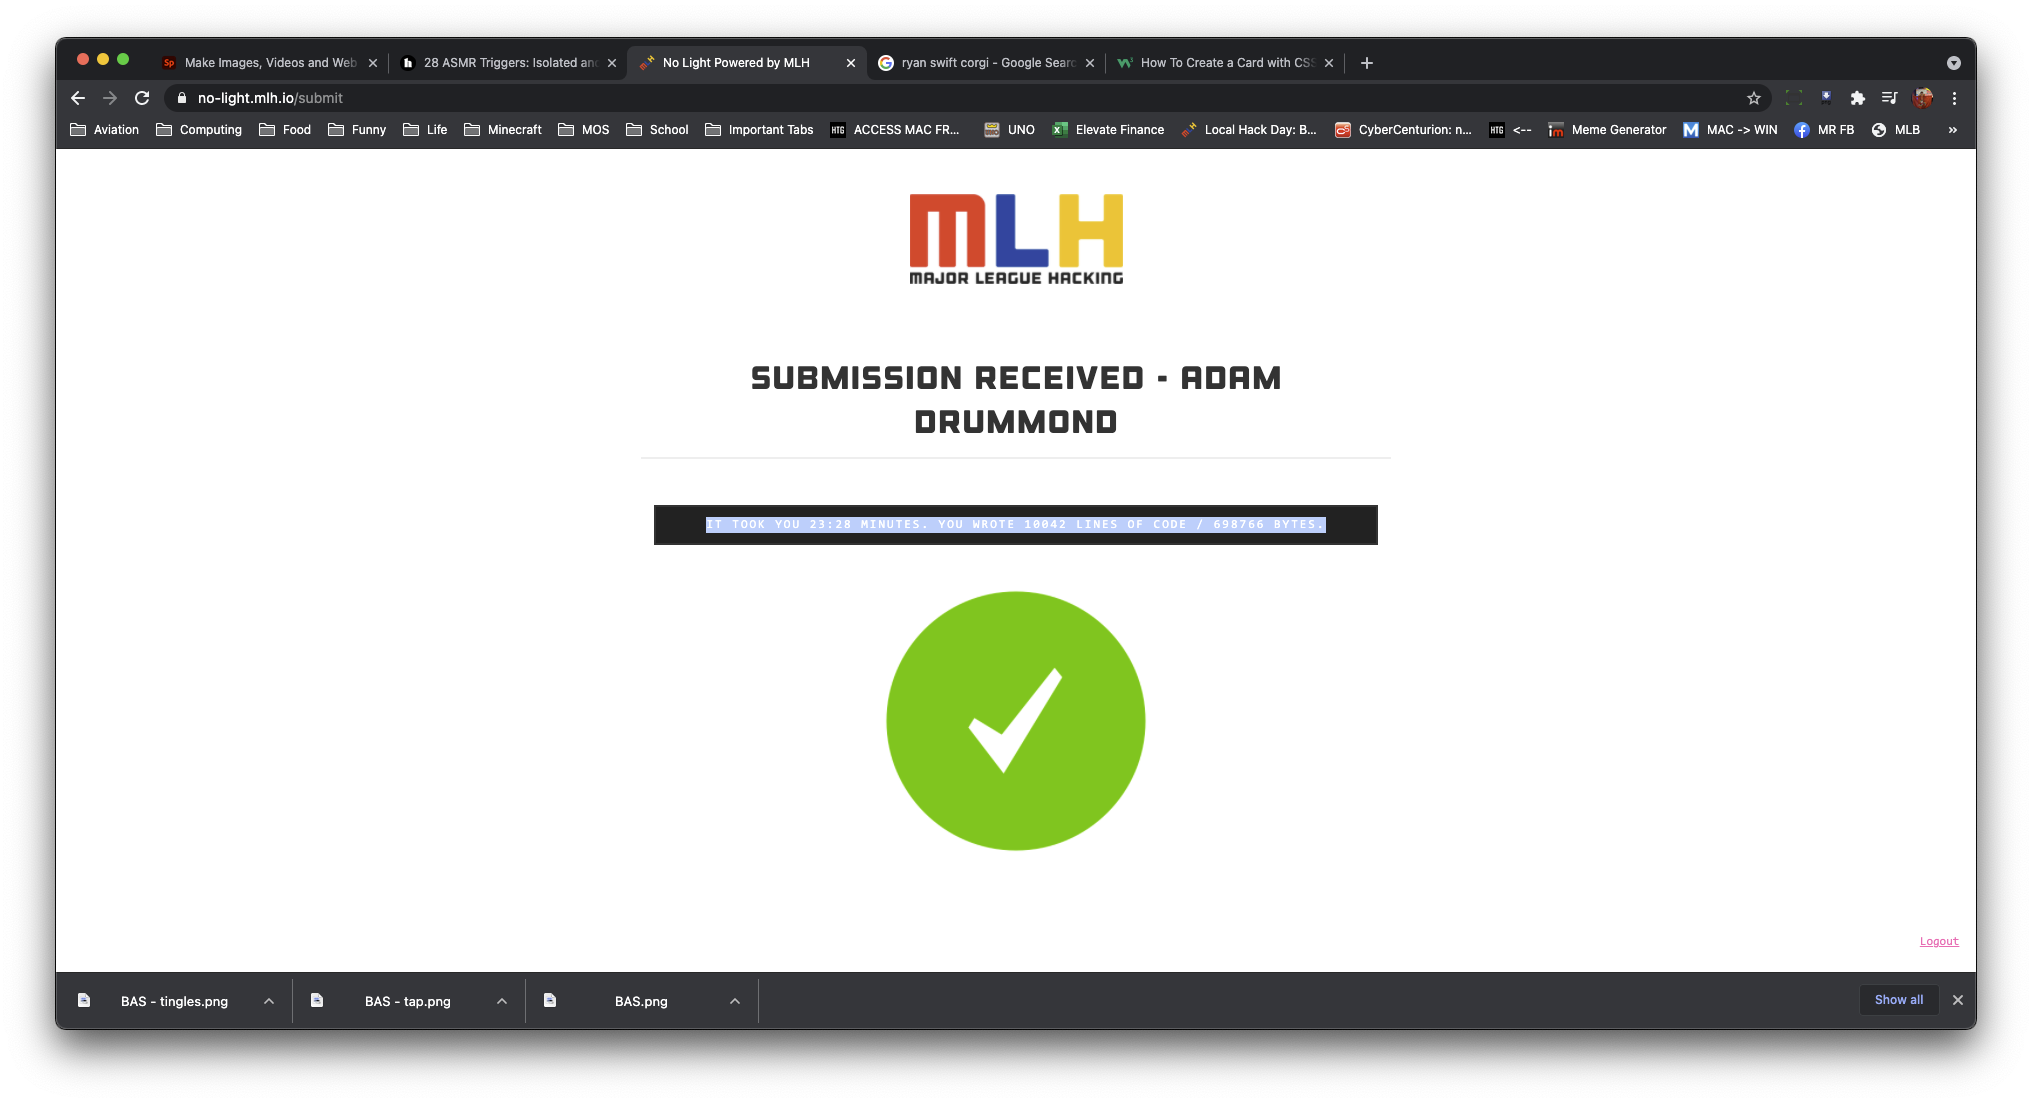 Make Images, Videos and Web
28 ASMR Triggers: Isolated an
No Light Powered by MLH
ryan swift corgi - Google Searc
How To Create a Card with CSS
no-light.mlh.io/submit
Aviation
Computing
Food
Funny
Life
Minecraft
MOS
School
Important Tabs
ACCESS MAC FR...
UNO
Elevate Finance
Local Hack Day: B...
CyberCenturion: n...
<--
Meme Generator
MAC -> WIN
MR FB
MLB
»
MLH
MAJOR LEAGUE HACKING
SUBMISSION RECEIVED - ADAM
DRUMMOND
IT TOOK YOU 23:28 MINUTES. YOU WROTE 10042 LINES OF CODE / 698766 BYTES.
Logout
BAS - tingles.png
BAS - tap.png
BAS.png
Show all